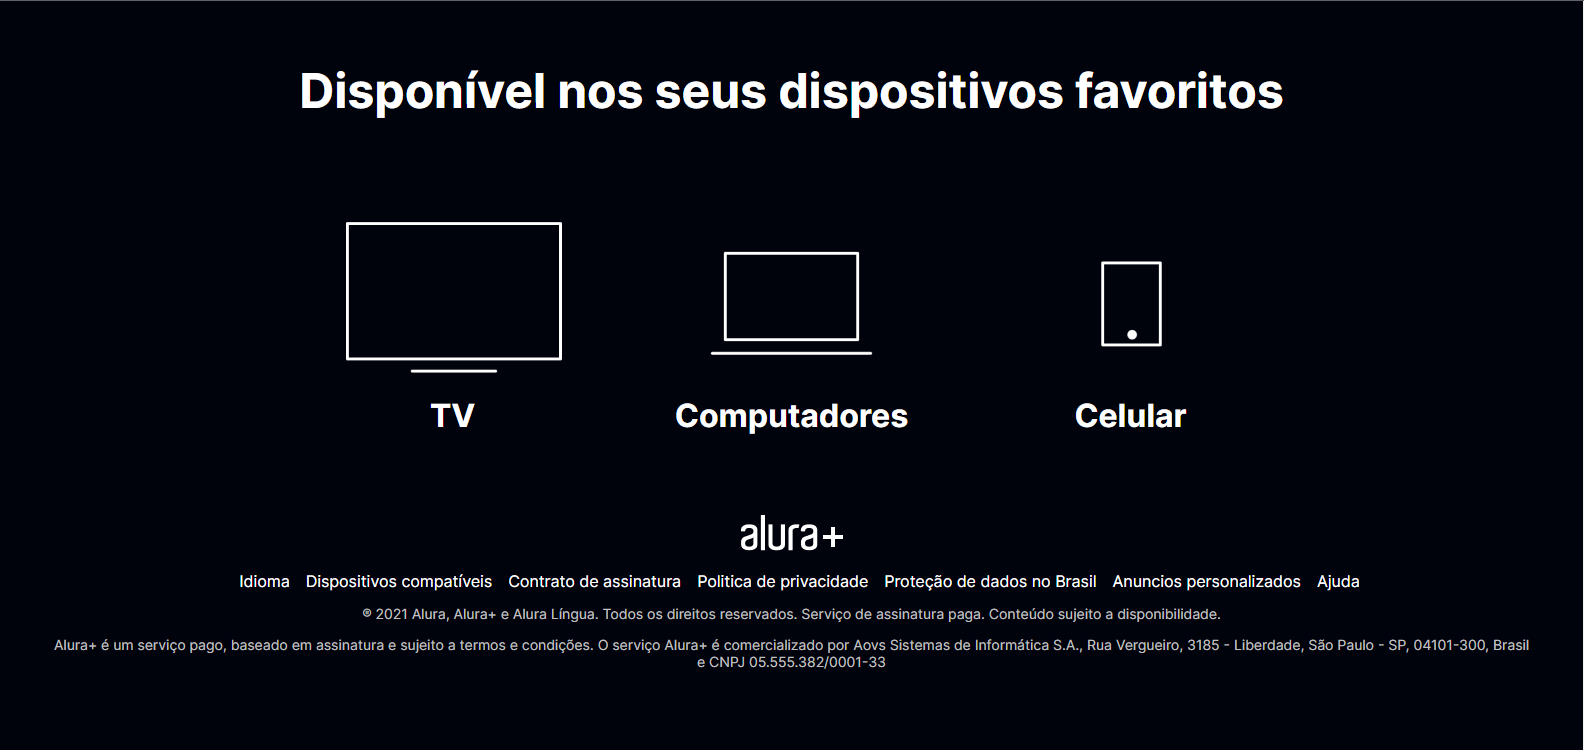 Disponível nos seus dispositivos favoritos
TV
Computadores
Celular
alura+
Idioma Dispositivos compatíveis Contrato de assinatura Politica de privacidade Proteção de dados no Brasil Anuncios personalizados Ajuda
® 2021 Alura, Alura+ e Alura Língua. Todos os direitos reservados. Serviço de assinatura paga. Conteúdo sujeito a disponibilidade.
Alura+ é um serviço pago, baseado em assinatura e sujeito a termos e condições. O serviço Alura+ é comercializado por Aovs Sistemas de Informática S.A., Rua Vergueiro, 3185 - Liberdade, São Paulo - SP, 04101-300, Brasil
e CNPJ 05.555.382/0001-33